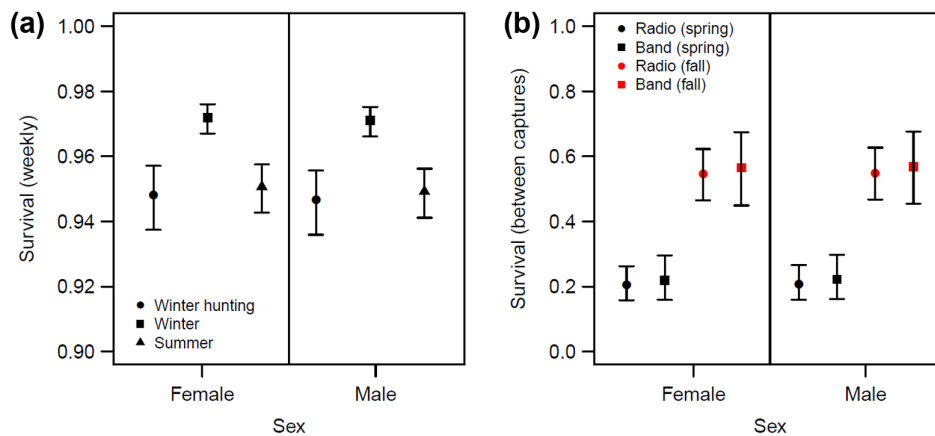 (a)
Survival (weekly)
1.00
0.98
0.96
0.94
0.92
0.90
Winter hunting
Winter
Summer
Female
Male
Sex
(b)
Survival (between captures)
1.0
0.8
0.6
0.4
0.2
0.0
Radio (spring)
Band (spring)
Radio (fall)
Band (fall)
Female
Male
Sex